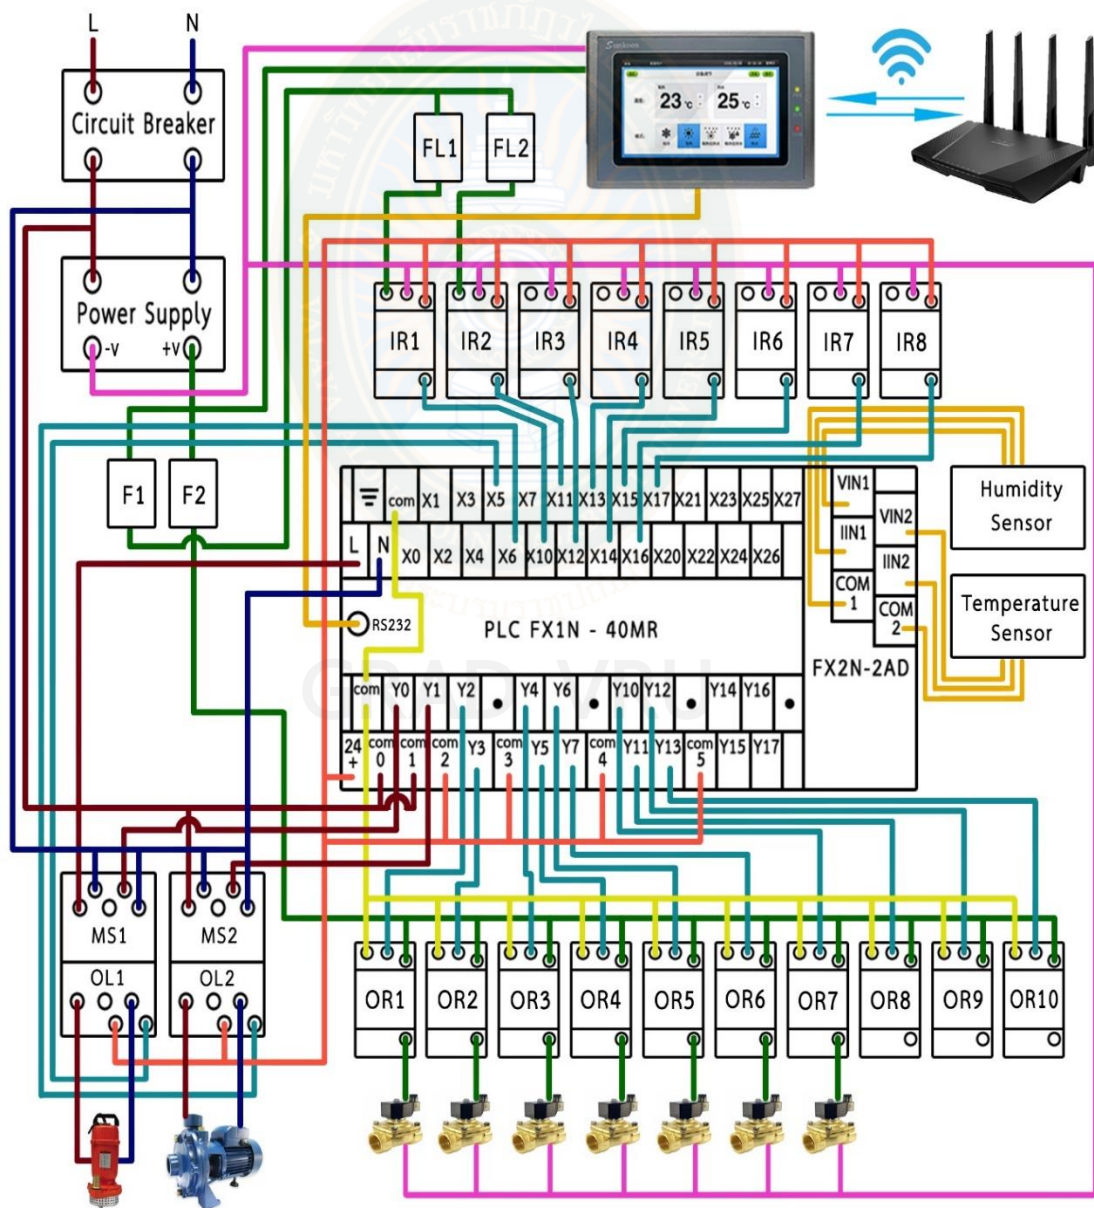 L N
Circuit Breaker
Samkoon
23 ℃ 25 ℃
FL1 FL2
Power Supply
-V +V
IR1 IR2 IR3 IR4 IR5 IR6 IR7 IR8
F1 F2
com X1 X3 X5 X7 X11 X13 X15 X17 X21 X23 X25 X27
L N X0 X2 X4 X6 X10 X12 X14 X16 X20 X22 X24 X26
VIN1
VIN2
IIN1
IIN2
COM
1
COM
2
Humidity
Sensor
Temperature
Sensor
RS232
PLC FX1N - 40MR
FX2N-2AD
GRAD VRU
com Y0 Y1 Y2 Y4 Y6 Y10 Y12 Y14 Y16
24
+
com
0
com
1
com
2
Y3
com
3
Y5 Y7
com
4
Y11 Y13
com
5
Y15 Y17
MS1 MS2
OL1 OL2
OR1 OR2 OR3 OR4 OR5 OR6 OR7 OR8 OR9 OR10